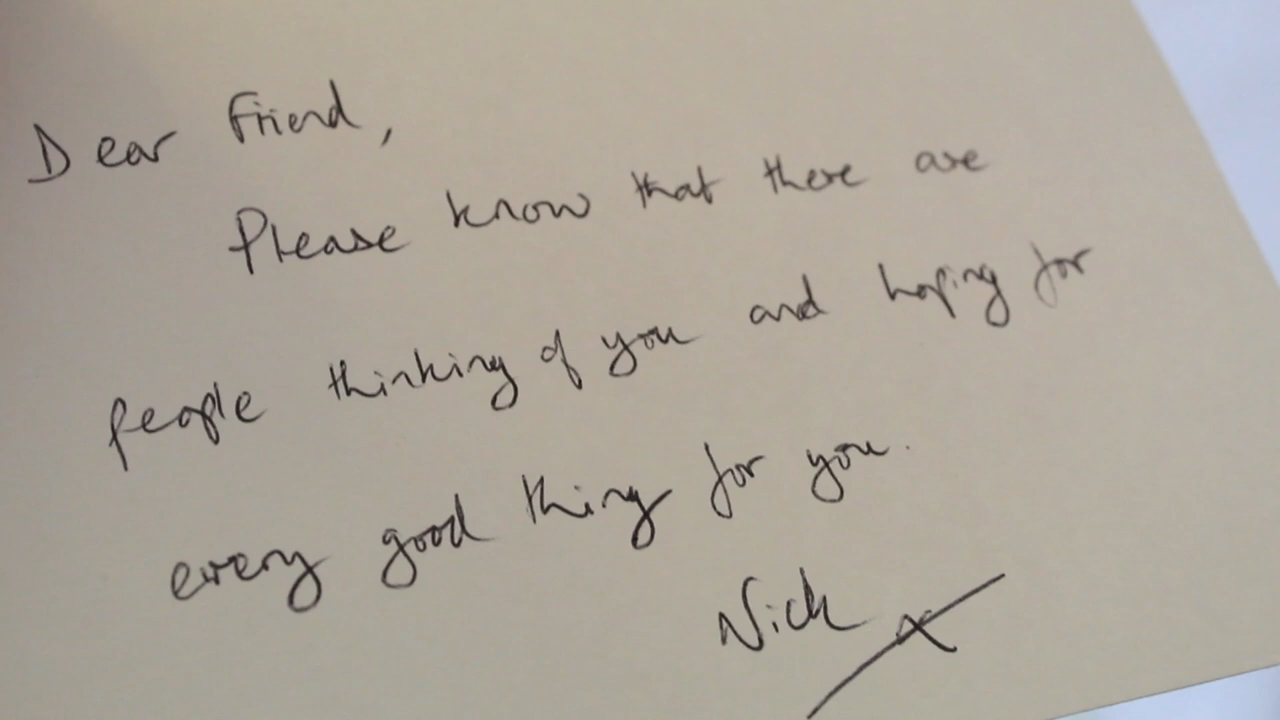 Dear Friend,
Please know that there are
people thinking of you and hoping for
every good thing for you.
Nick x